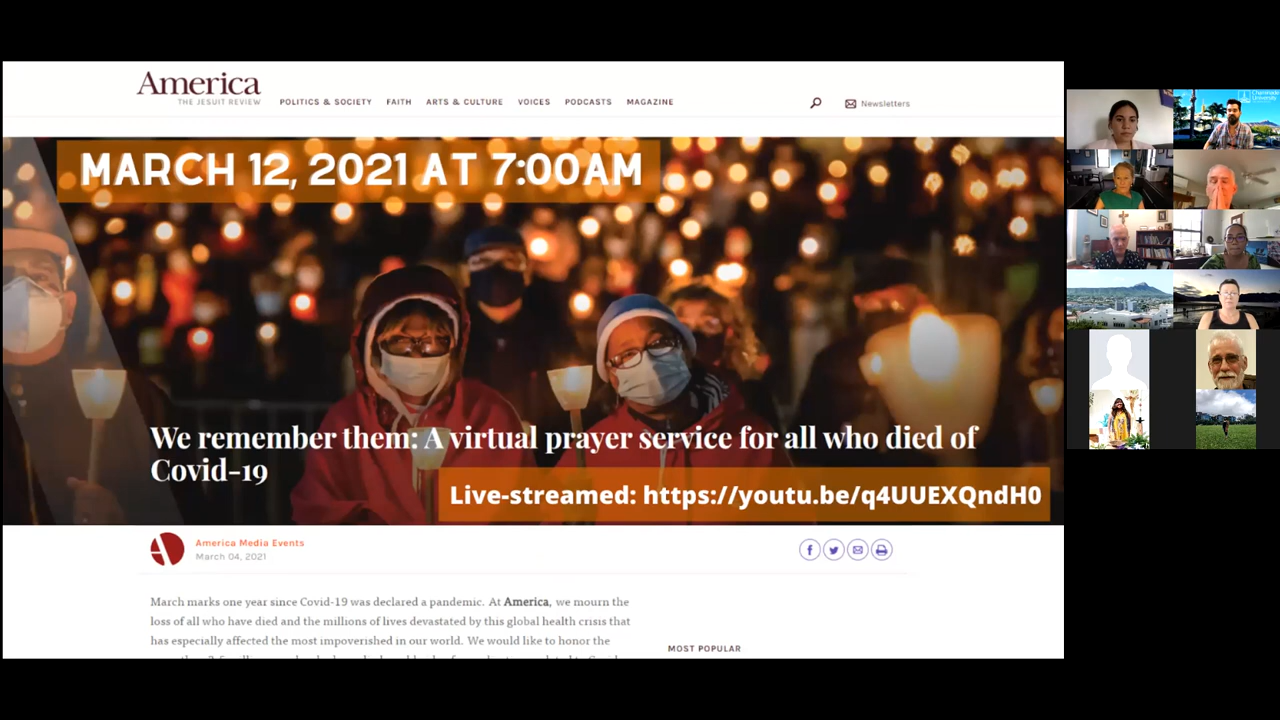 America
THE JESUIT REVIEW
POLITICS & SOCIETY FAITH ARTS & CULTURE VOICES PODCASTS MAGAZINE
Newsletters
MARCH 12, 2021 AT 7:00AM
We remember them: A virtual prayer service for all who died of
Covid-19
Live-streamed: https://youtu.be/q4UUEXQndH0
America Media Events
March 04, 2021
March marks one year since Covid-19 was declared a pandemic. At America, we mourn the
loss of all who have died and the millions of lives devastated by this global health crisis that
has especially affected the most impoverished in our world. We would like to honor the
MOST POPULAR
Chaminade
University